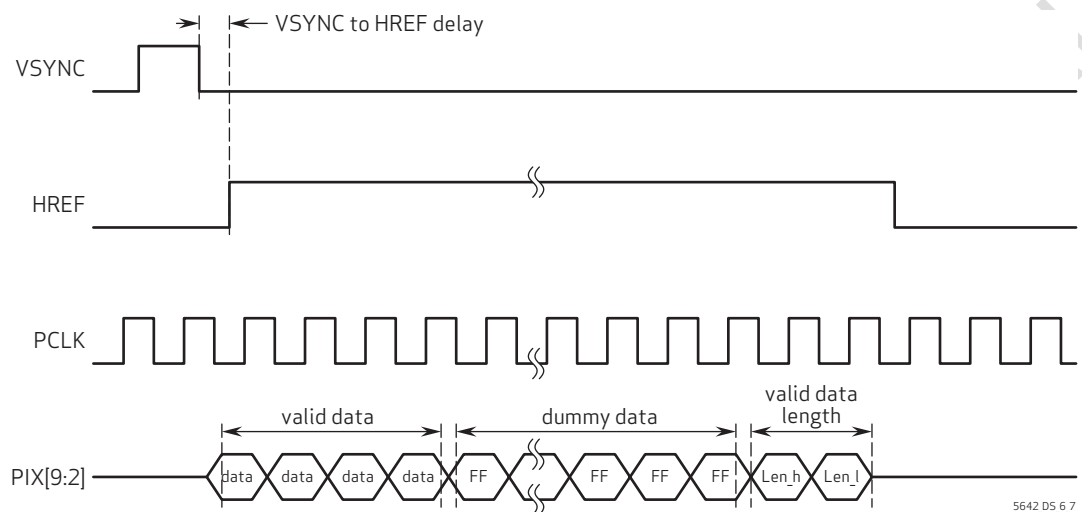 VSYNC to HREF delay
VSYNC
HREF
PCLK
valid data
dummy data
valid data
length
PIX[9:2]
data data data data FF FF FF FF Len_h Len_l
5642 DS 6 7